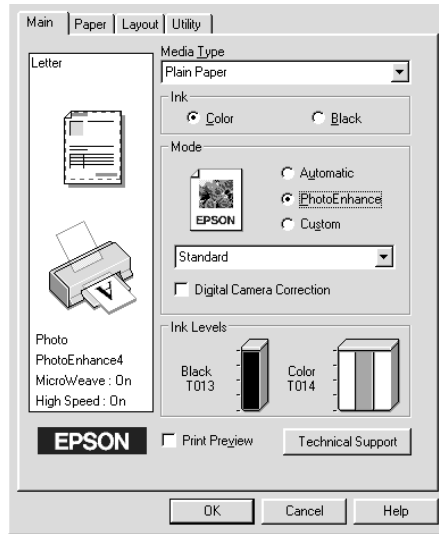 Main Paper Layout Utility
Letter
Media Type
Plain Paper
Ink
Color Black
Mode
EPSON
Automatic
PhotoEnhance
Custom
Standard
Digital Camera Correction
A
Photo
PhotoEnhance4
MicroWeave : On
High Speed : On
Ink Levels
Black
T013
Color
T014
EPSON
Print Preview Technical Support
OK Cancel Help